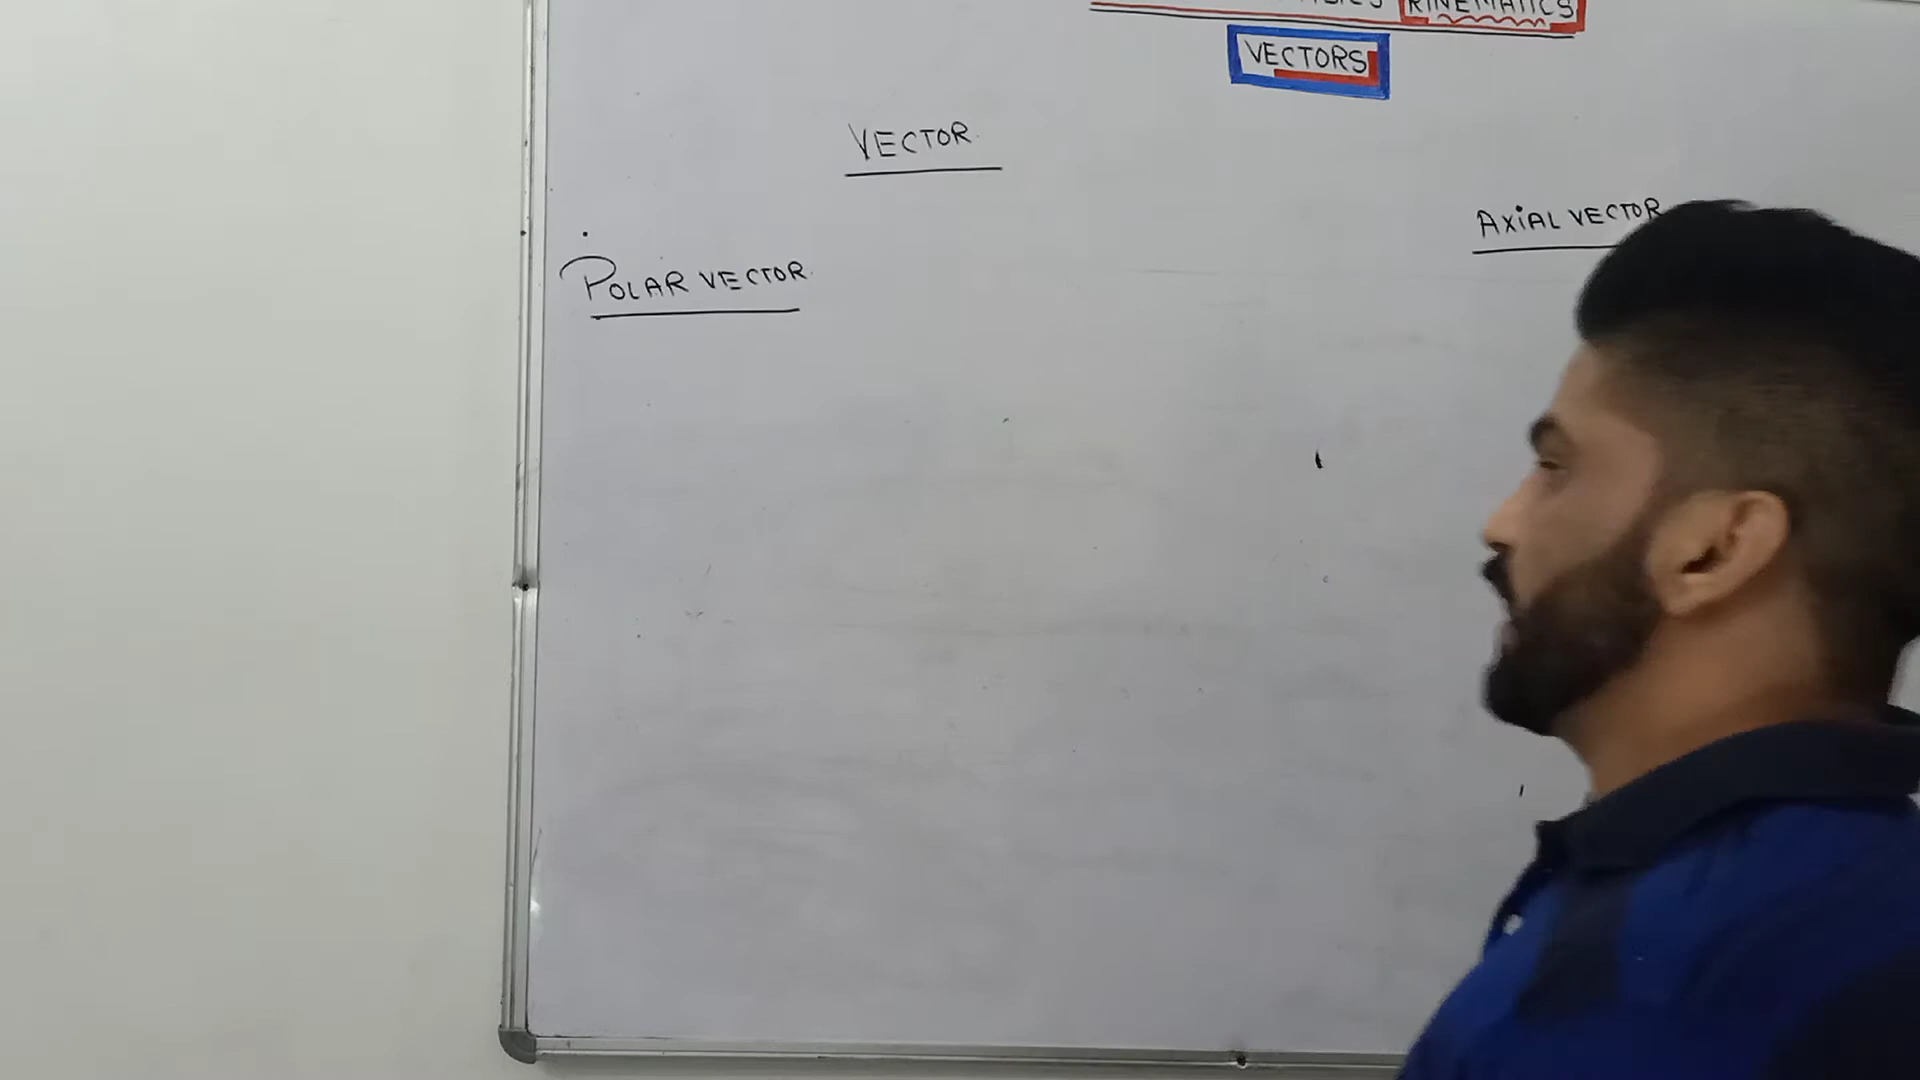 KINEMATICS
VECTORS
VECTOR
AXIAL VECTOR
POLAR VECTOR